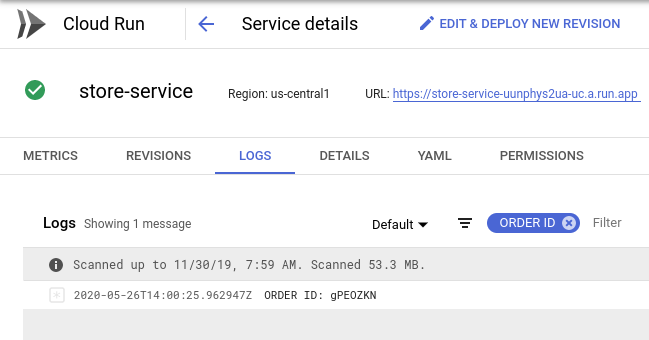 Cloud Run
Service details
EDIT & DEPLOY NEW REVISION
store-service
Region: us-central1
URL: https://store-service-uunphys2ua-uc.a.run.app
METRICS
REVISIONS
LOGS
DETAILS
YAML
PERMISSIONS
Logs
Showing 1 message
Default
ORDER ID
Filter
Scanned up to 11/30/19, 7:59 AM. Scanned 53.3 MB.
2020-05-26T14:00:25.962947Z ORDER ID: gPEOZKN